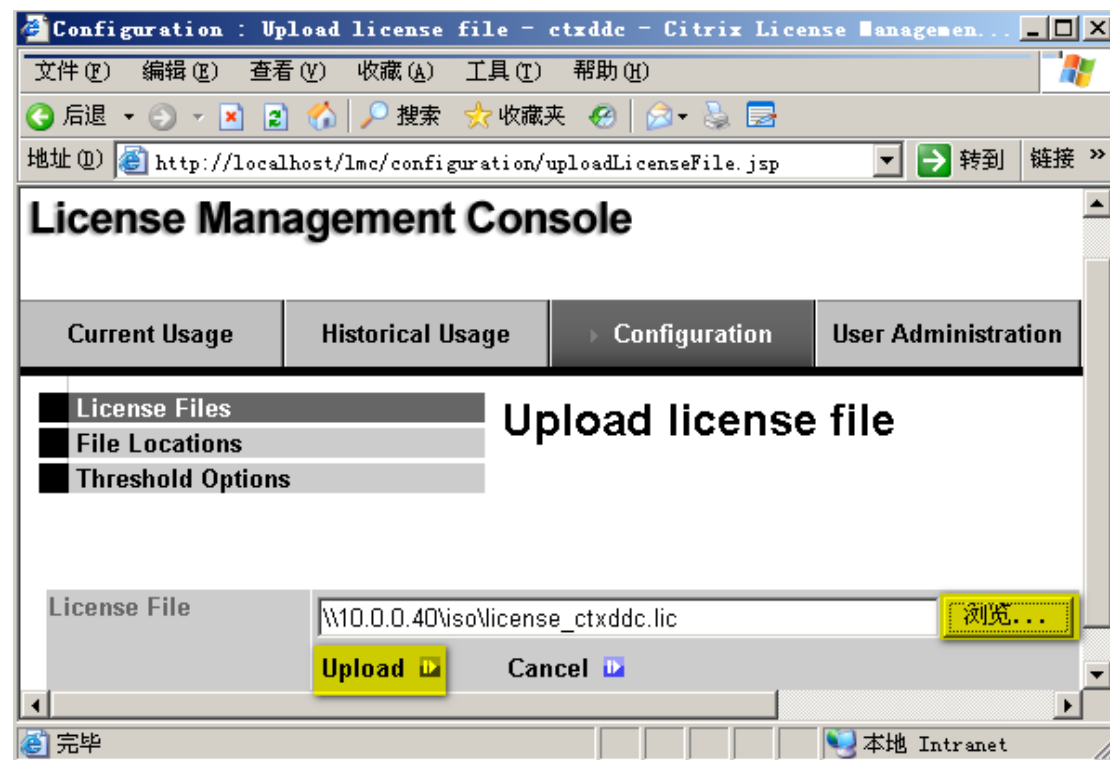 Configuration : Upload license file - ctxddc - Citrix License Managemen...
文件(F) 编辑(E) 查看(V) 收藏(A) 工具(T) 帮助(H)
后退 搜索 收藏夹
地址(D) http://localhost/lmc/configuration/uploadLicenseFile.jsp 转到 链接 »
License Management Console
Current Usage Historical Usage Configuration User Administration
License Files
Upload license file
File Locations
Threshold Options
License File \\10.0.0.40\iso\license_ctxddc.lic 浏览...
Upload Cancel
完毕 本地 Intranet